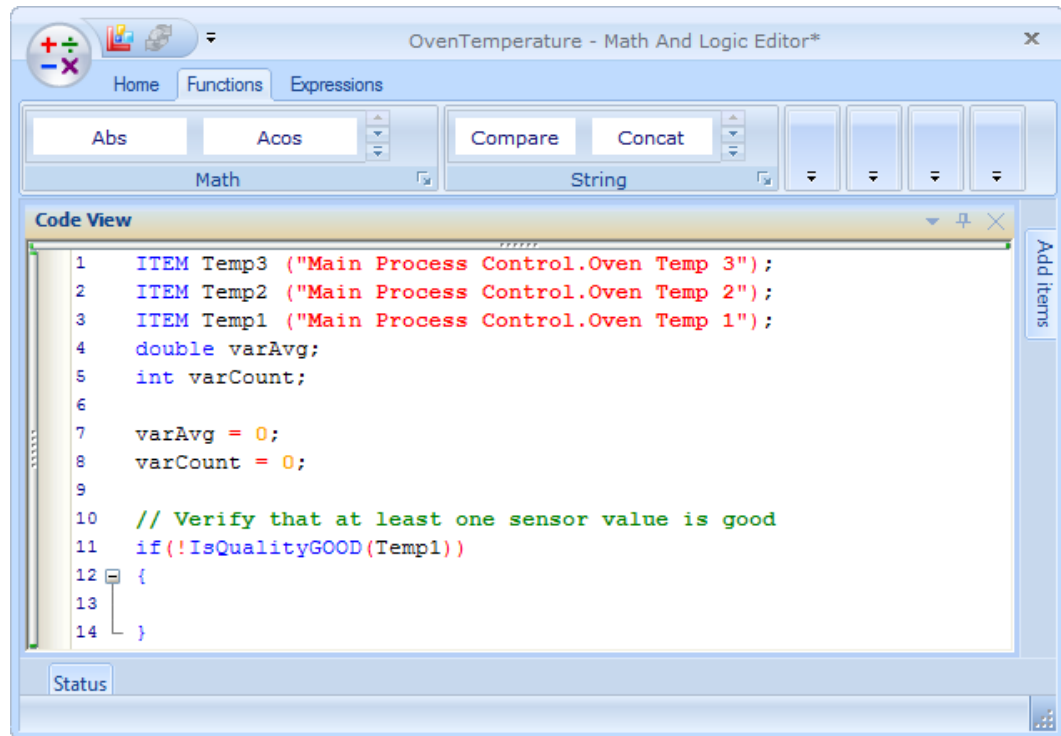 OvenTemperature - Math And Logic Editor*
Home Functions Expressions
Abs Acos Compare Concat
Math String
Code View
Add items
1 ITEM Temp3 ("Main Process Control.Oven Temp 3");
2 ITEM Temp2 ("Main Process Control.Oven Temp 2");
3 ITEM Temp1 ("Main Process Control.Oven Temp 1");
4 double varAvg;
5 int varCount;
6
7 varAvg = 0;
8 varCount = 0;
9
10 // Verify that at least one sensor value is good
11 if(!IsQualityGOOD(Temp1))
12 {
13
14 }
Status